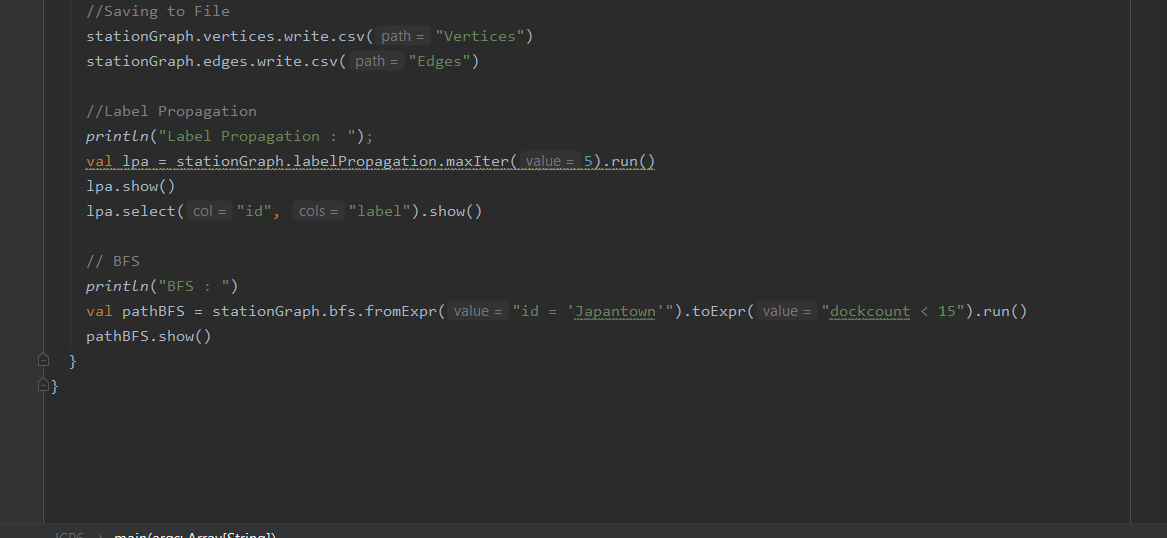 //Saving to File
stationGraph.vertices.write.csv( path = "Vertices")
stationGraph.edges.write.csv( path = "Edges")
//Label Propagation
println("Label Propagation : ");
val lpa = stationGraph.labelPropagation.maxIter( value = 5).run()
lpa.show()
lpa.select( col = "id", cols = "label").show()
// BFS
println("BFS : ")
val pathBFS = stationGraph.bfs.fromExpr( value = "id = 'Japantown'").toExpr( value = "dockcount < 15").run()
pathBFS.show()
}
}
main(args: Array[String])